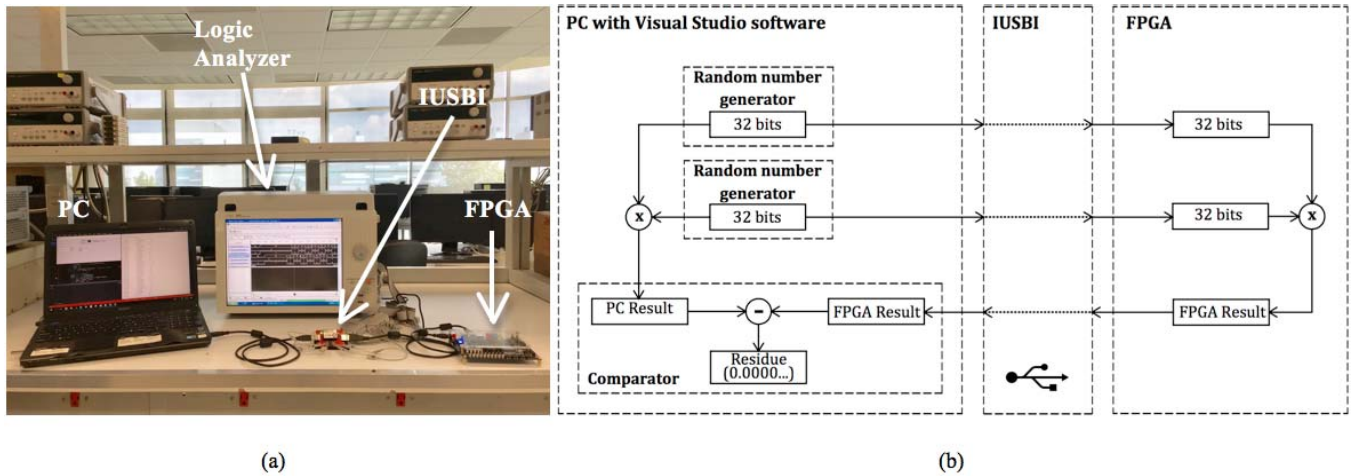 Logic
Analyzer
IUSBI
PC
FPGA
(a)
PC with Visual Studio software
IUSBI
FPGA
Random number
generator
32 bits
32 bits
Random number
generator
x
32 bits
32 bits
x
PC Result
-
FPGA Result
FPGA Result
Residue
(0.0000...)
Comparator
(b)